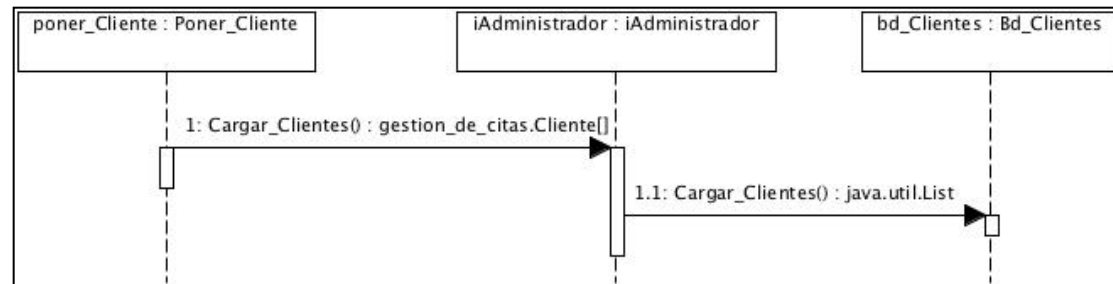 poner_Cliente : Poner_Cliente
iAdministrador : iAdministrador
bd_Clientes : Bd_Clientes
1: Cargar_Clientes() : gestion_de_citas.Cliente[]
1.1: Cargar_Clientes() : java.util.List